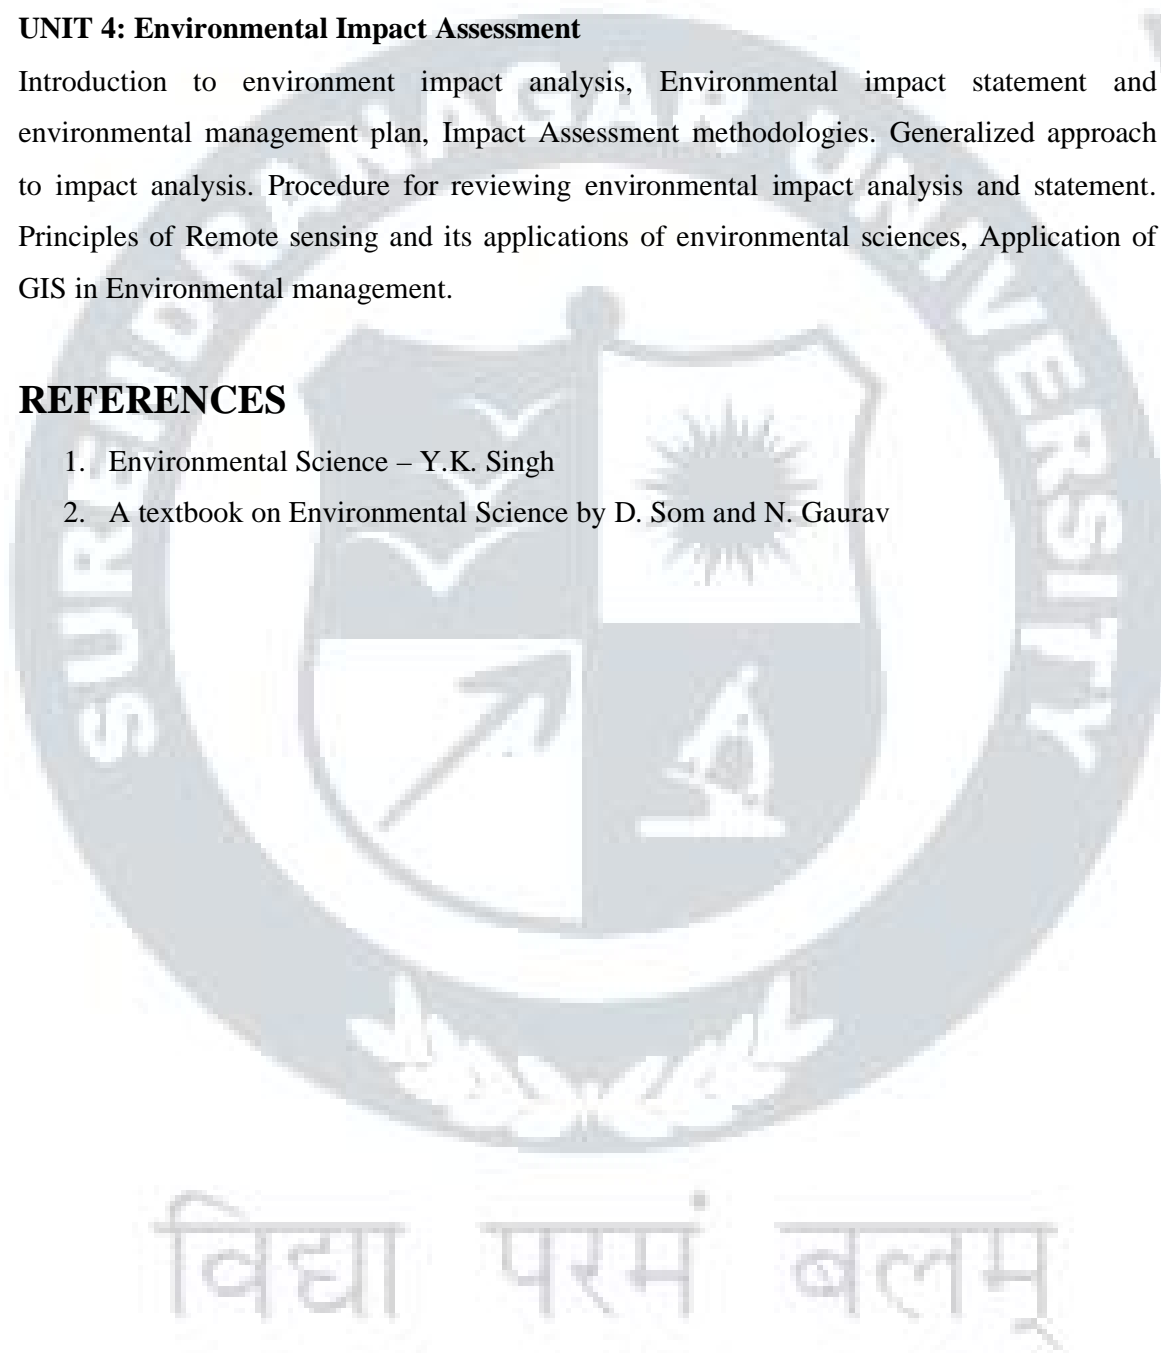 UNIT 4: Environmental Impact Assessment
Introduction to environment impact analysis, Environmental impact statement and
environmental management plan, Impact Assessment methodologies. Generalized approach
to impact analysis. Procedure for reviewing environmental impact analysis and statement.
Principles of Remote sensing and its applications of environmental sciences, Application of
GIS in Environmental management.
REFERENCES
1. Environmental Science – Y.K. Singh
2. A textbook on Environmental Science by D. Som and N. Gaurav
SURENDRANAGAR UNIVERSITY
विद्या परमं बलम्